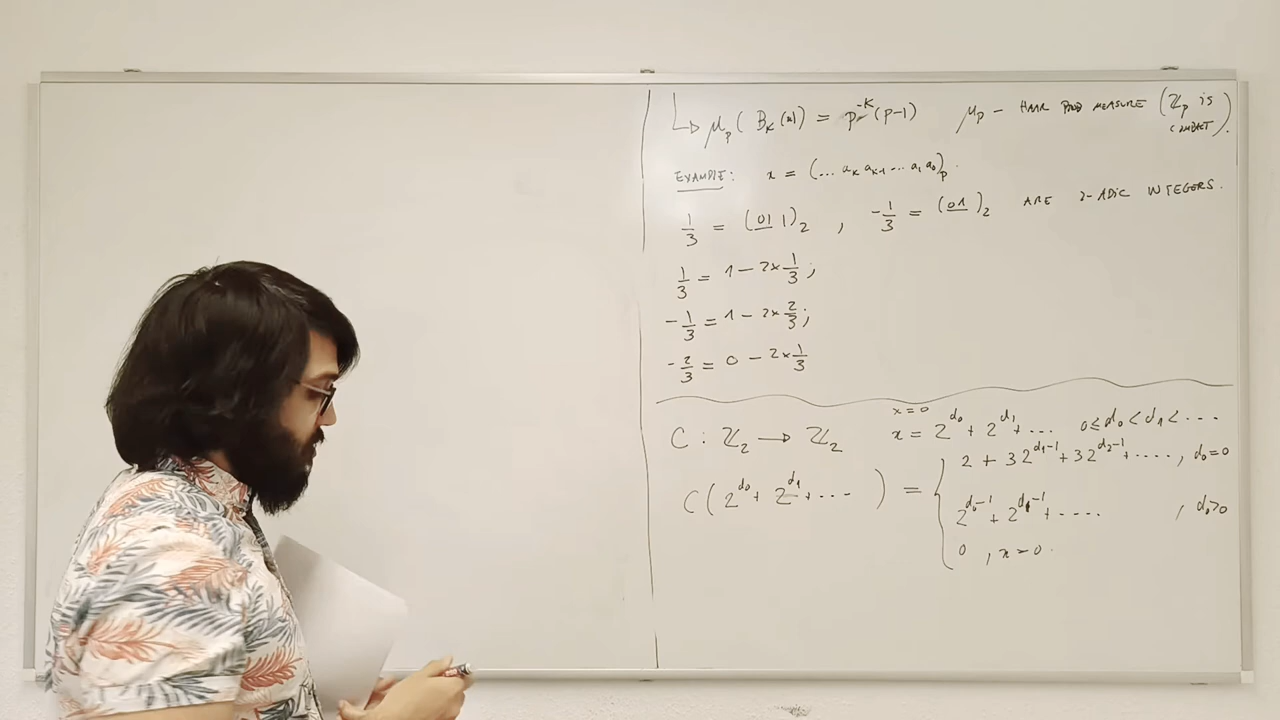 ↳ μ_p ( B_K (x) ) = p^{-K} (p-1)   μ_p - HAAR PROB MEASURE (ℤ_p is COMPACT).
EXAMPLE: x = (... a_K a_{K-1} ... a_1 a_0)_p .
1/3 = (\underline{01} 1)_2 , -1/3 = (\underline{01})_2 ARE 2-ADIC INTEGERS.
1/3 = 1 - 2 × 1/3 ;
-1/3 = 1 - 2 × 2/3 ;
-2/3 = 0 - 2 × 1/3
x = 0
C : ℤ_2 → ℤ_2   x = 2^{d_0} + 2^{d_1} + ...   0 ≤ d_0 < d_1 < ...
C ( 2^{d_0} + 2^{d_1} + ... ) = { 2 + 3 2^{d_1-1} + 3 2^{d_2-1} + .... , d_0 = 0
2^{d_0-1} + 2^{d_1-1} + .... , d_0 > 0
0 , x = 0 .